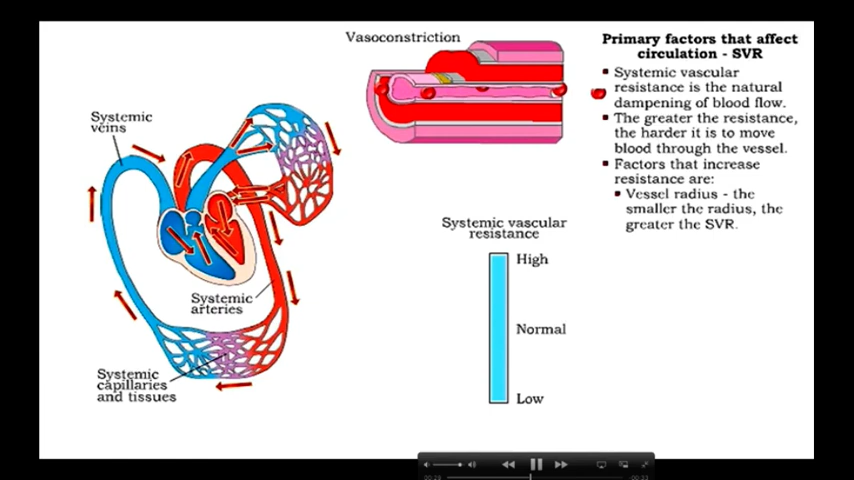 Vasoconstriction
Primary factors that affect
circulation - SVR
Systemic vascular
resistance is the natural
dampening of blood flow.
The greater the resistance,
the harder it is to move
blood through the vessel.
Factors that increase
resistance are:
Vessel radius - the
smaller the radius, the
greater the SVR.
Systemic
veins
Systemic
arteries
Systemic
capillaries
and tissues
Systemic vascular
resistance
High
Normal
Low
00:29